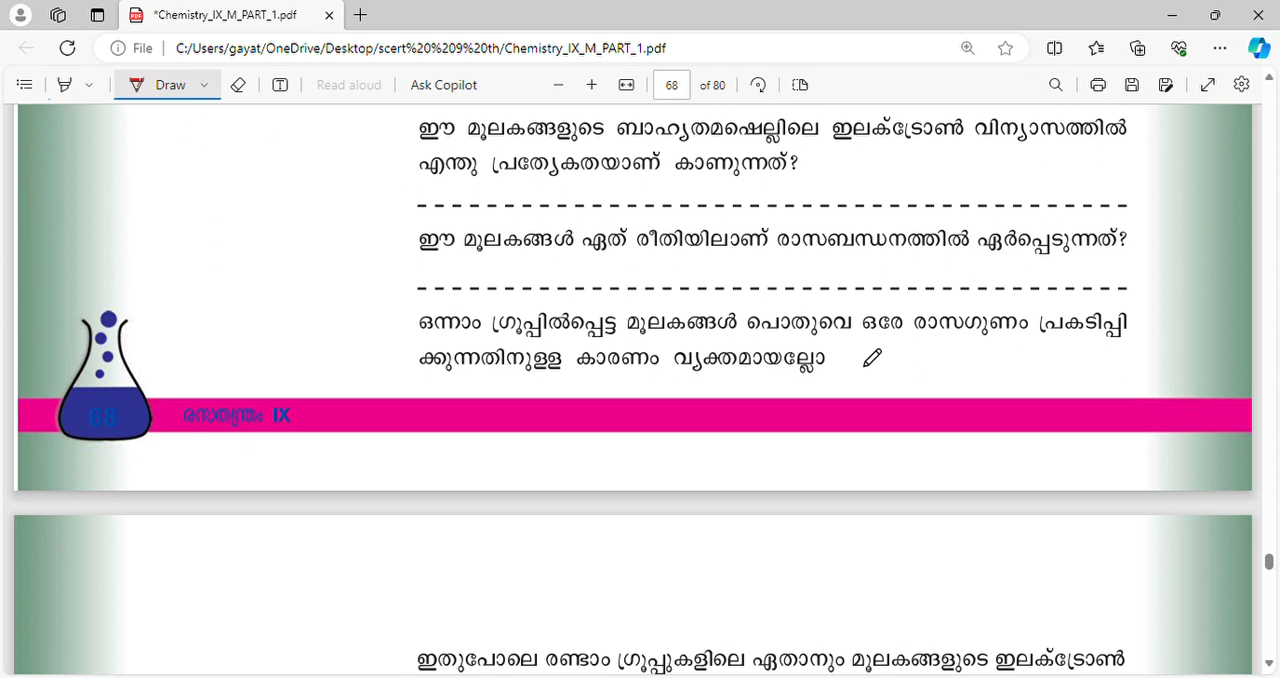 *Chemistry_IX_M_PART_1.pdf
File C:/Users/gayat/OneDrive/Desktop/scert%20%209%20th/Chemistry_IX_M_PART_1.pdf
Draw Read aloud Ask Copilot 68 of 80
ഈ മൂലകങ്ങളുടെ ബാഹ്യതമഷെല്ലിലെ ഇലക്ട്രോൺ വിന്യാസത്തിൽ
എന്തു പ്രത്യേകതയാണ് കാണുന്നത്?
ഈ മൂലകങ്ങൾ ഏത് രീതിയിലാണ് രാസബന്ധനത്തിൽ ഏർപ്പെടുന്നത്?
ഒന്നാം ഗ്രൂപ്പിൽപ്പെട്ട മൂലകങ്ങൾ പൊതുവെ ഒരേ രാസഗുണം പ്രകടിപ്പി
ക്കുന്നതിനുള്ള കാരണം വ്യക്തമായല്ലോ
68 രസതന്ത്രം IX
ഇതുപോലെ രണ്ടാം ഗ്രൂപ്പുകളിലെ ഏതാനും മൂലകങ്ങളുടെ ഇലക്ട്രോൺ